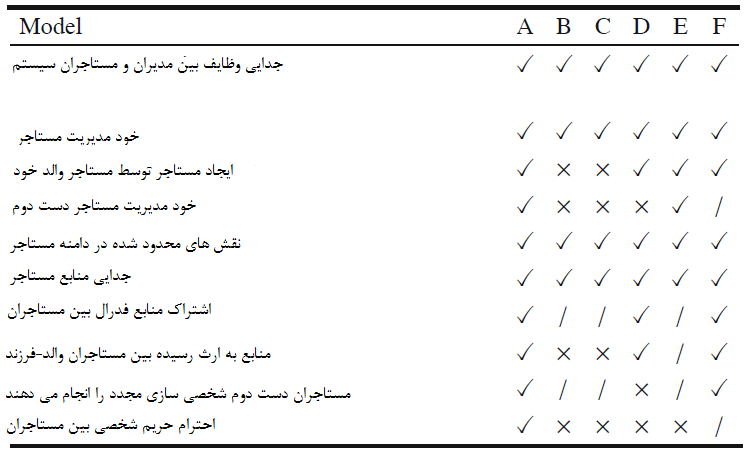 Model A B C D E F
جدایی وظایف بین مدیران و مستاجران سیستم ✓ ✓ ✓ ✓ ✓ ✓
خود مدیریت مستاجر ✓ ✓ ✓ ✓ ✓ ✓
ایجاد مستاجر توسط مستاجر والد خود ✓ × × ✓ ✓ ✓
خود مدیریت مستاجر دست دوم ✓ × × × ✓ /
نقش های محدود شده در دامنه مستاجر ✓ ✓ ✓ ✓ ✓ ✓
جدایی منابع مستاجر ✓ ✓ ✓ ✓ ✓ ✓
اشتراک منابع فدرال بین مستاجران ✓ / / ✓ / ✓
منابع به ارث رسیده بین مستاجران والد-فرزند ✓ × × ✓ / ✓
مستاجران دست دوم شخصی سازی مجدد را انجام می دهند ✓ / / × / ✓
احترام حریم شخصی بین مستاجران ✓ × × × × /